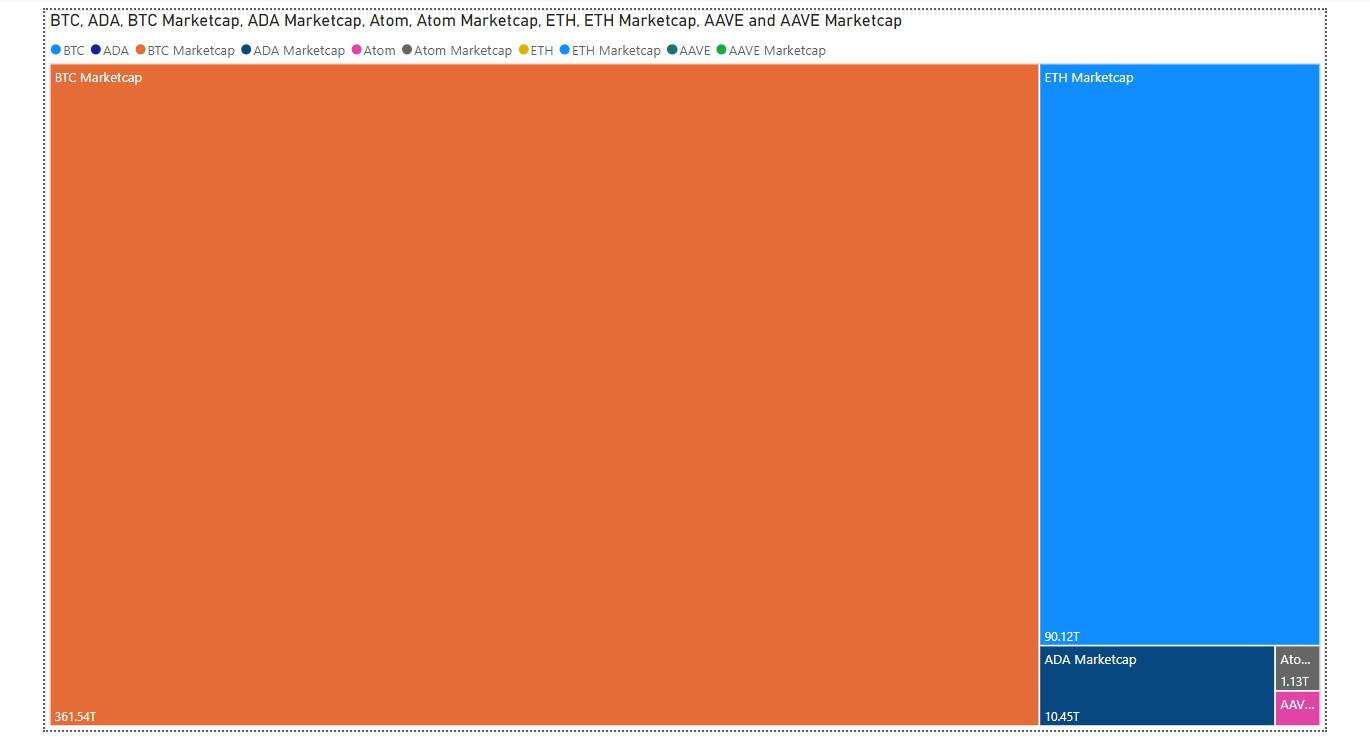 BTC, ADA, BTC Marketcap, ADA Marketcap, Atom, Atom Marketcap, ETH, ETH Marketcap, AAVE and AAVE Marketcap
BTC ADA BTC Marketcap ADA Marketcap Atom Atom Marketcap ETH ETH Marketcap AAVE AAVE Marketcap
BTC Marketcap
361.54T
ETH Marketcap
90.12T
ADA Marketcap
10.45T
Ato...
1.13T
AAV...